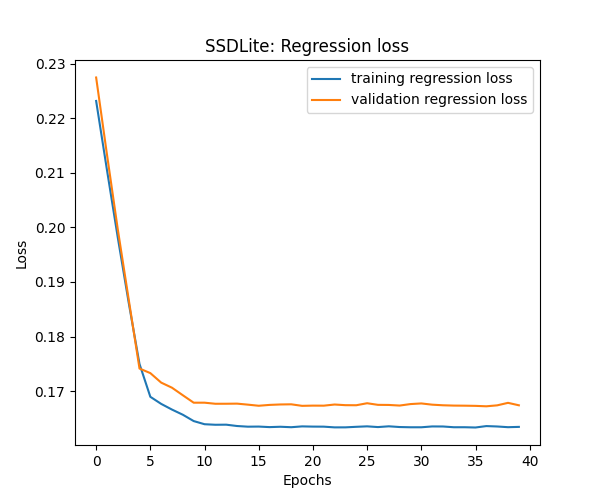 SSDLite: Regression loss
training regression loss
validation regression loss
Loss
0.23
0.22
0.21
0.20
0.19
0.18
0.17
0 5 10 15 20 25 30 35 40
Epochs